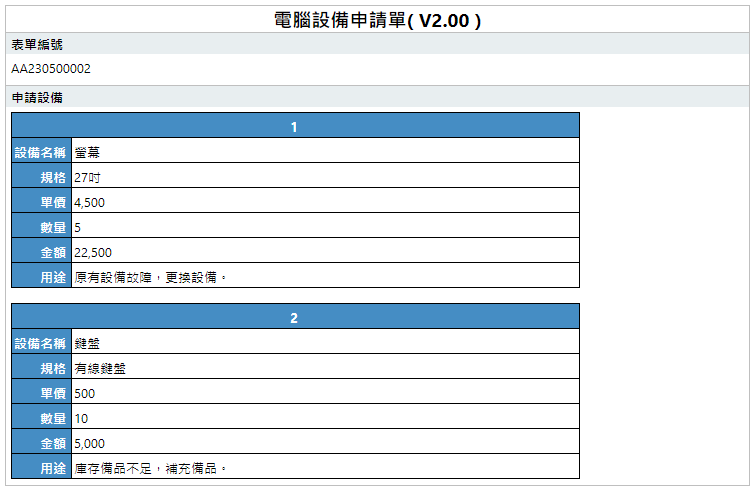 電腦設備申請單( V2.00 )
表單編號
AA230500002
申請設備
1
設備名稱 螢幕
規格 27吋
單價 4,500
數量 5
金額 22,500
用途 原有設備故障，更換設備。
2
設備名稱 鍵盤
規格 有線鍵盤
單價 500
數量 10
金額 5,000
用途 庫存備品不足，補充備品。